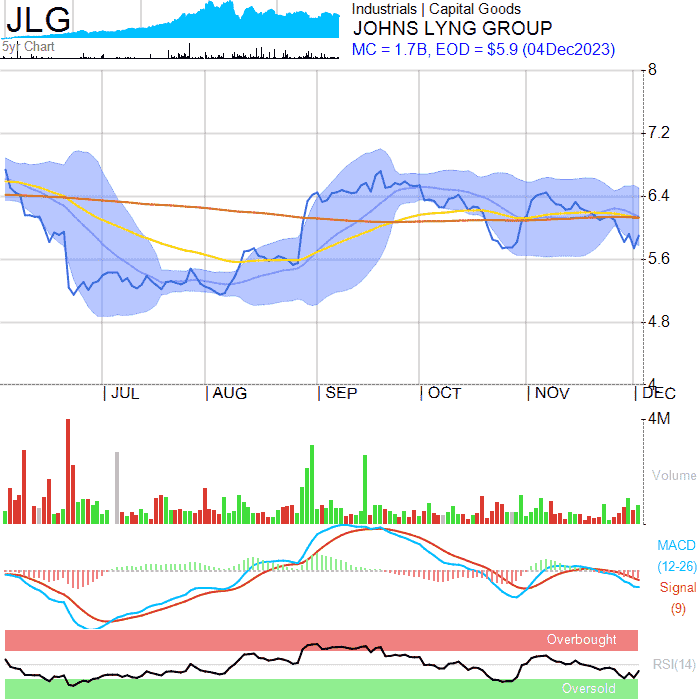 JLG
Industrials | Capital Goods
JOHNS LYNG GROUP
MC = 1.7B, EOD = $5.9 (04Dec2023)
5yr Chart
8
7.2
6.4
5.6
4.8
4
JUL AUG SEP OCT NOV DEC
4M
Volume
MACD
(12-26)
Signal
(9)
Overbought
RSI(14)
Oversold